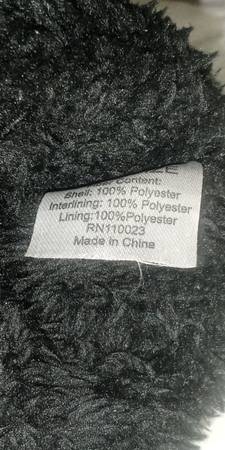 Content:
Shell: 100% Polyester
Interlining: 100% Polyester
Lining:100%Polyester
RN110023
Made in China